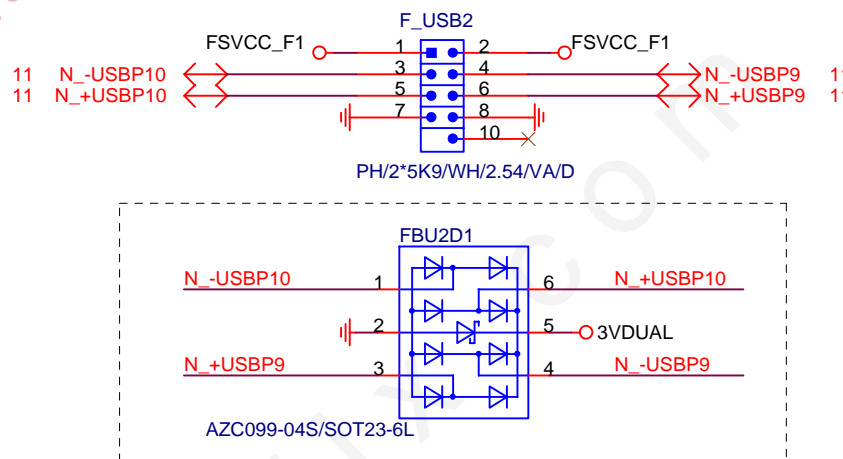 F_USB2
FSVCC_F1 1 2 FSVCC_F1
11 N_-USBP10 3 4 N_-USBP9
11 N_+USBP10 5 6 N_+USBP9
7 8
10
PH/2*5K9/WH/2.54/VA/D
FBU2D1
N_-USBP10 1 6 N_+USBP10
2 5 3VDUAL
N_+USBP9 3 4 N_-USBP9
AZC099-04S/SOT23-6L